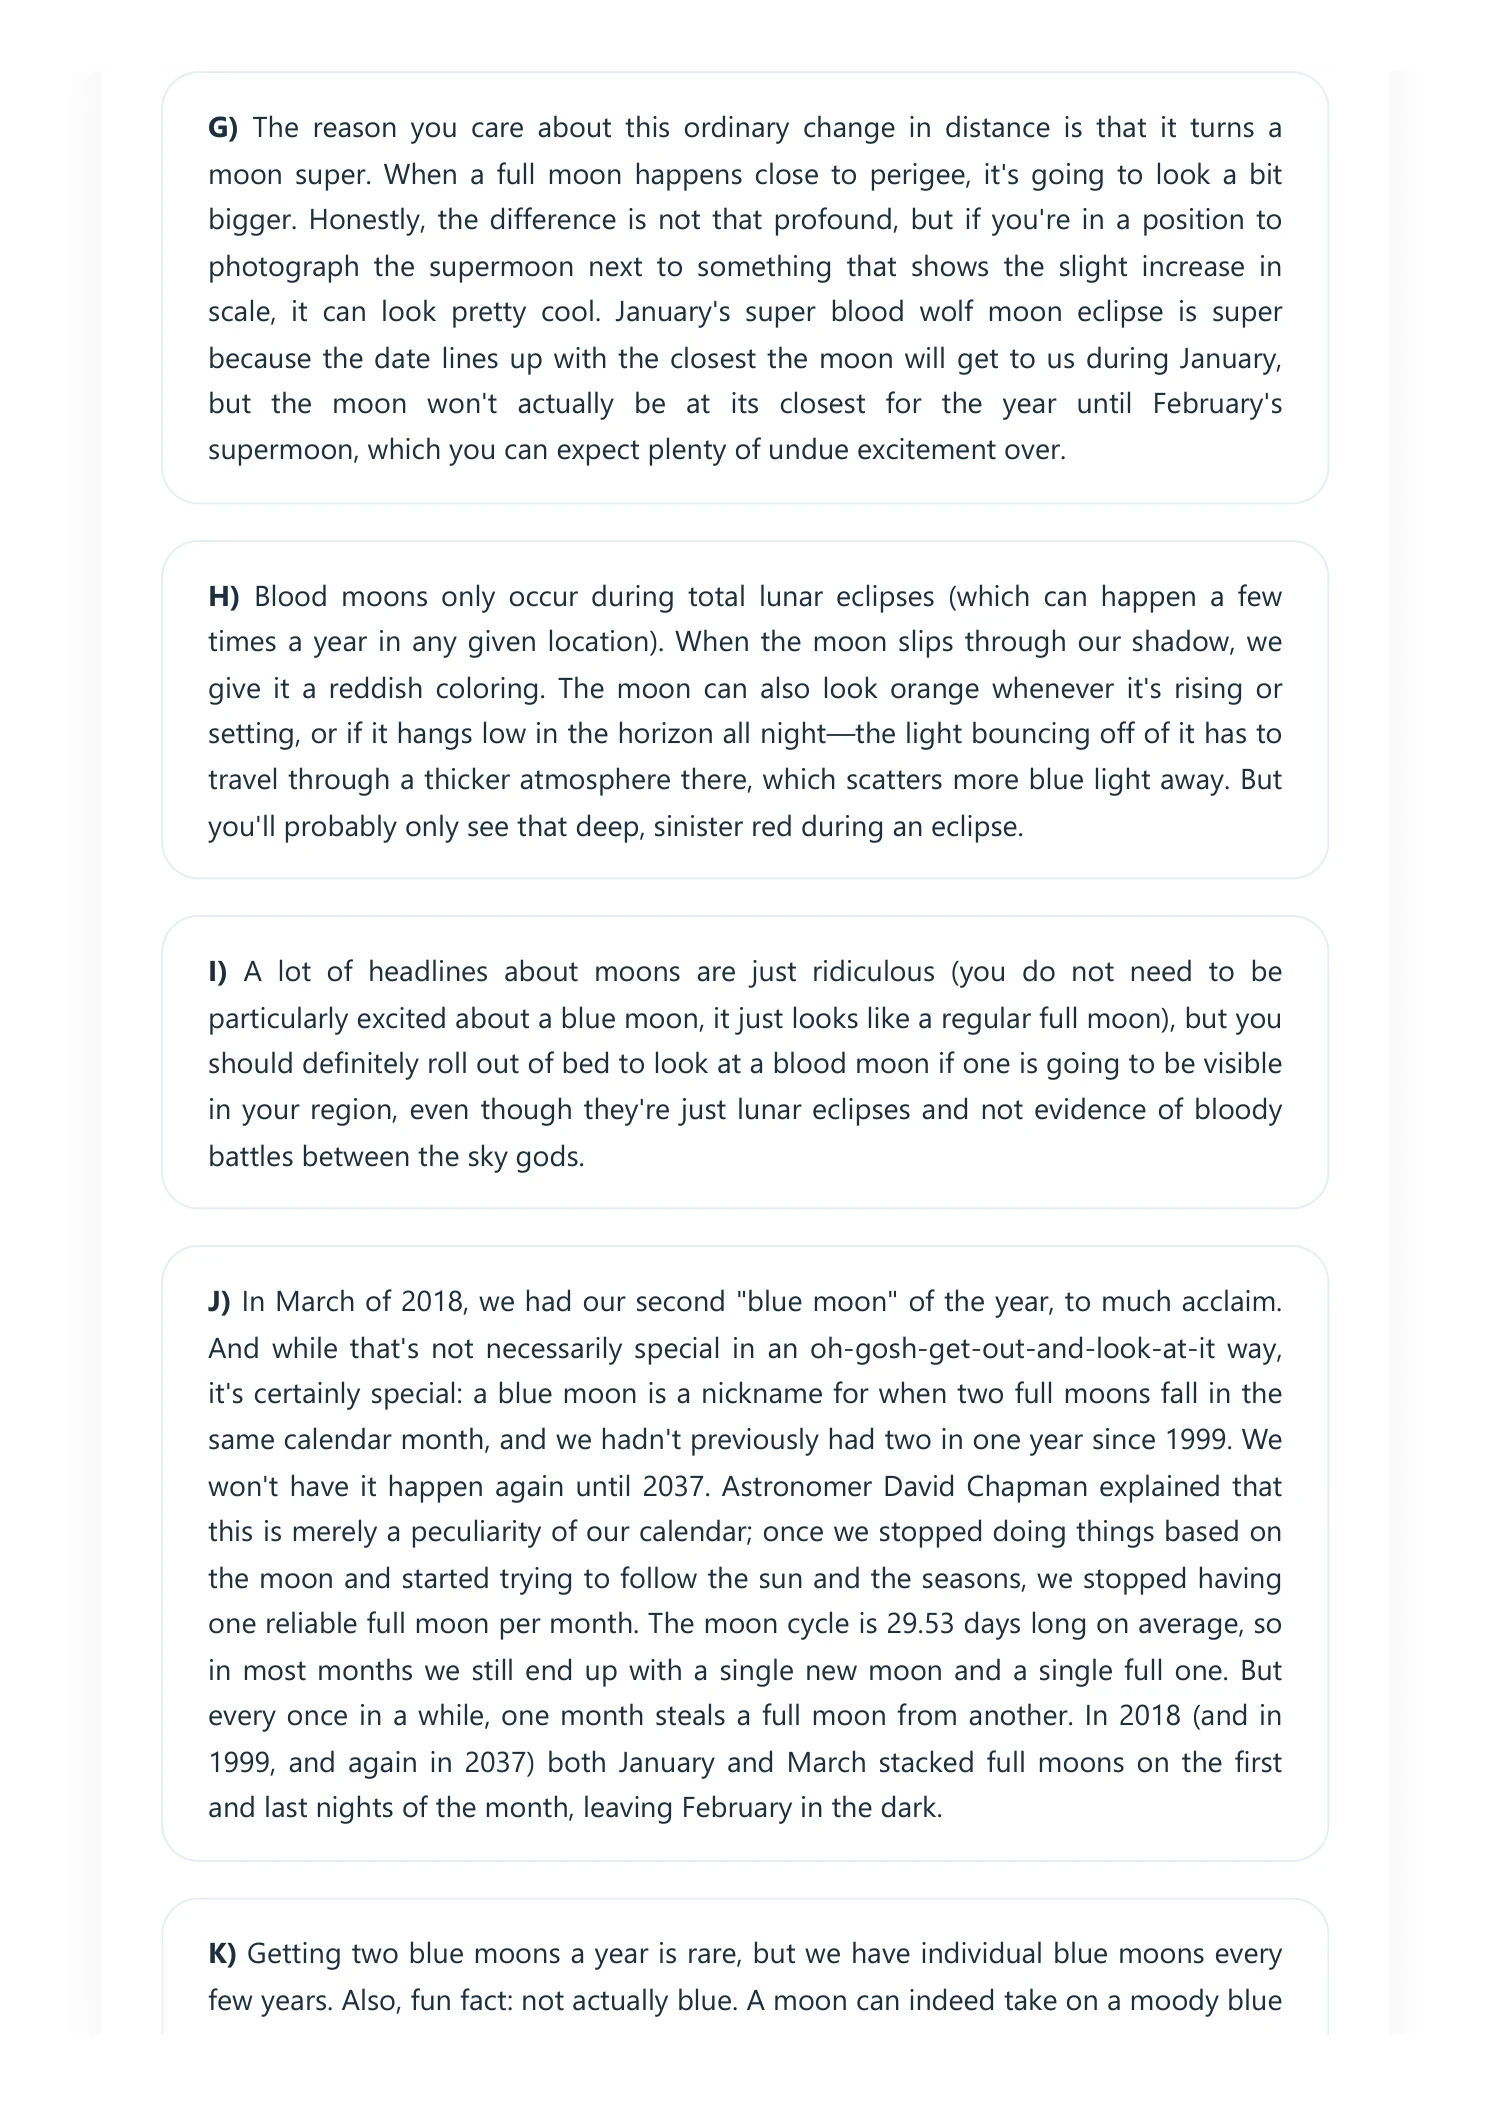 G) The reason you care about this ordinary change in distance is that it turns a
moon super. When a full moon happens close to perigee, it's going to look a bit
bigger. Honestly, the difference is not that profound, but if you're in a position to
photograph the supermoon next to something that shows the slight increase in
scale, it can look pretty cool. January's super blood wolf moon eclipse is super
because the date lines up with the closest the moon will get to us during January,
but the moon won't actually be at its closest for the year until February's
supermoon, which you can expect plenty of undue excitement over.
H) Blood moons only occur during total lunar eclipses (which can happen a few
times a year in any given location). When the moon slips through our shadow, we
give it a reddish coloring. The moon can also look orange whenever it's rising or
setting, or if it hangs low in the horizon all night—the light bouncing off of it has to
travel through a thicker atmosphere there, which scatters more blue light away. But
you'll probably only see that deep, sinister red during an eclipse.
I) A lot of headlines about moons are just ridiculous (you do not need to be
particularly excited about a blue moon, it just looks like a regular full moon), but you
should definitely roll out of bed to look at a blood moon if one is going to be visible
in your region, even though they're just lunar eclipses and not evidence of bloody
battles between the sky gods.
J) In March of 2018, we had our second "blue moon" of the year, to much acclaim.
And while that's not necessarily special in an oh-gosh-get-out-and-look-at-it way,
it's certainly special: a blue moon is a nickname for when two full moons fall in the
same calendar month, and we hadn't previously had two in one year since 1999. We
won't have it happen again until 2037. Astronomer David Chapman explained that
this is merely a peculiarity of our calendar; once we stopped doing things based on
the moon and started trying to follow the sun and the seasons, we stopped having
one reliable full moon per month. The moon cycle is 29.53 days long on average, so
in most months we still end up with a single new moon and a single full one. But
every once in a while, one month steals a full moon from another. In 2018 (and in
1999, and again in 2037) both January and March stacked full moons on the first
and last nights of the month, leaving February in the dark.
K) Getting two blue moons a year is rare, but we have individual blue moons every
few years. Also, fun fact: not actually blue. A moon can indeed take on a moody blue